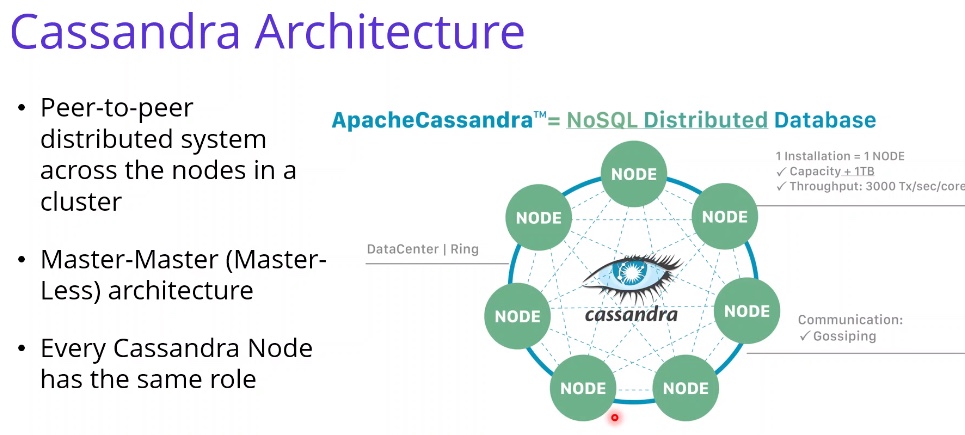 Cassandra Architecture
• Peer-to-peer
distributed system
across the nodes in a
cluster
• Master-Master (Master-
Less) architecture
• Every Cassandra Node
has the same role
ApacheCassandra™= NoSQL Distributed Database
1 Installation = 1 NODE
✓ Capacity + 1TB
✓ Throughput: 3000 Tx/sec/core
NODE
NODE
NODE
DataCenter | Ring
cassandra
NODE
NODE
Communication:
✓ Gossiping
NODE
NODE